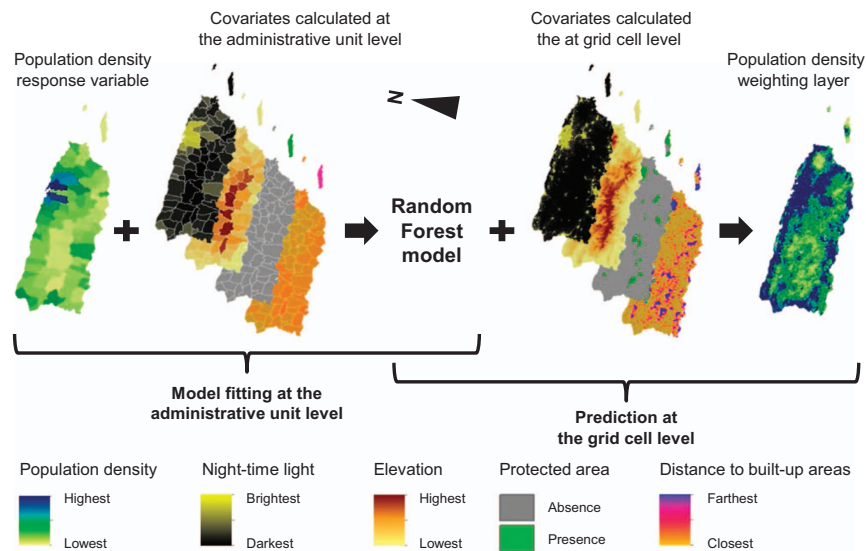 Covariates calculated at
the administrative unit level
Covariates calculated
the at grid cell level
Population density
response variable
Population density
weighting layer
N
Random
Forest
model
Model fitting at the
administrative unit level
Prediction at
the grid cell level
Population density
Highest
Lowest
Night-time light
Brightest
Darkest
Elevation
Highest
Lowest
Protected area
Absence
Presence
Distance to built-up areas
Farthest
Closest